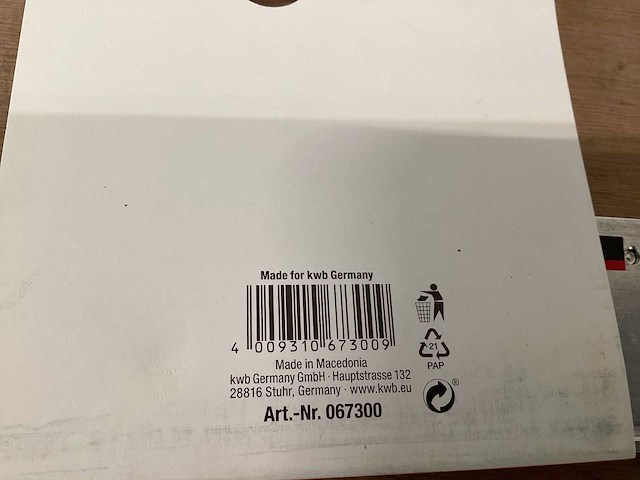 Made for kwb Germany
4 009310 673009
Made in Macedonia
kwb Germany GmbH · Hauptstrasse 132
28816 Stuhr, Germany · www.kwb.eu
Art.-Nr. 067300
21
PAP
®